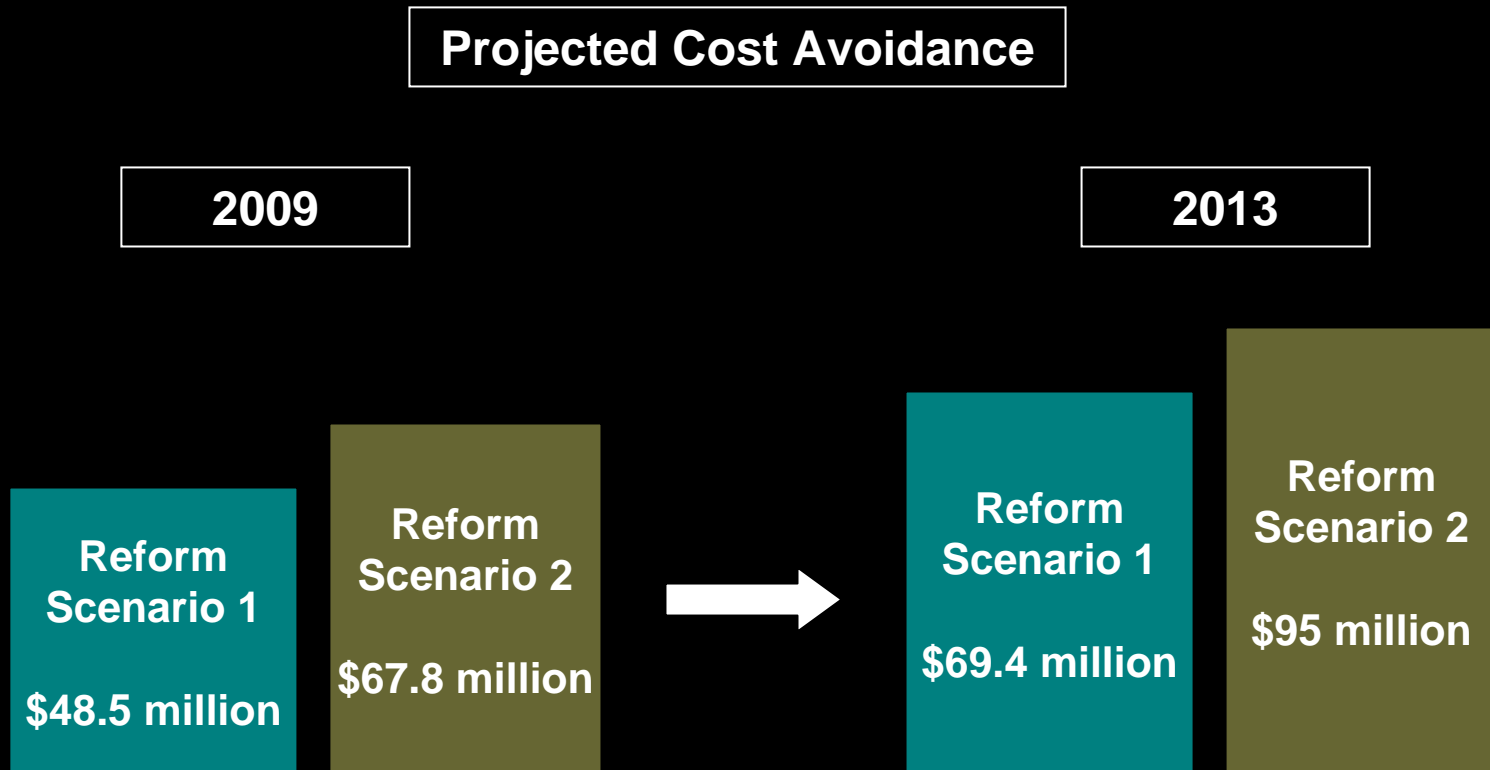 Projected Cost Avoidance
2009
2013
Reform
Scenario 1
$48.5 million
Reform
Scenario 2
$67.8 million
Reform
Scenario 1
$69.4 million
Reform
Scenario 2
$95 million